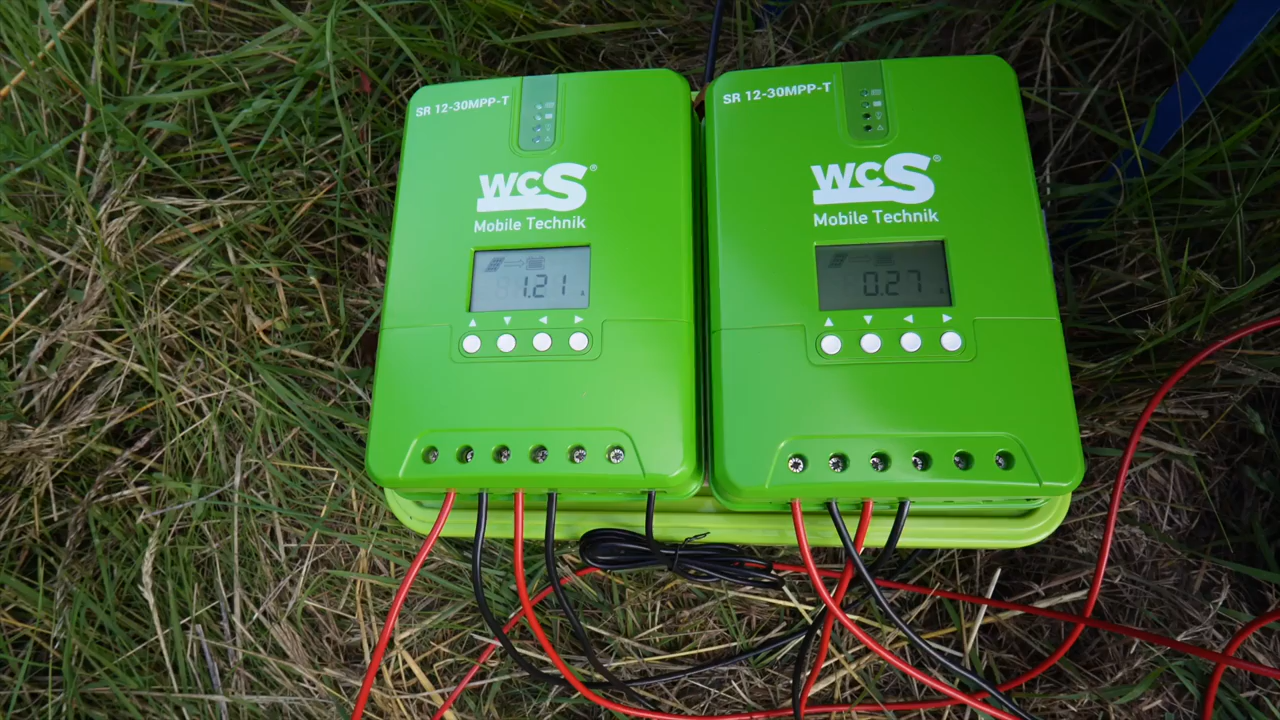 SR 12-30MPP-T
WCS®
Mobile Technik
1.21 A
SR 12-30MPP-T
WCS®
Mobile Technik
0.27